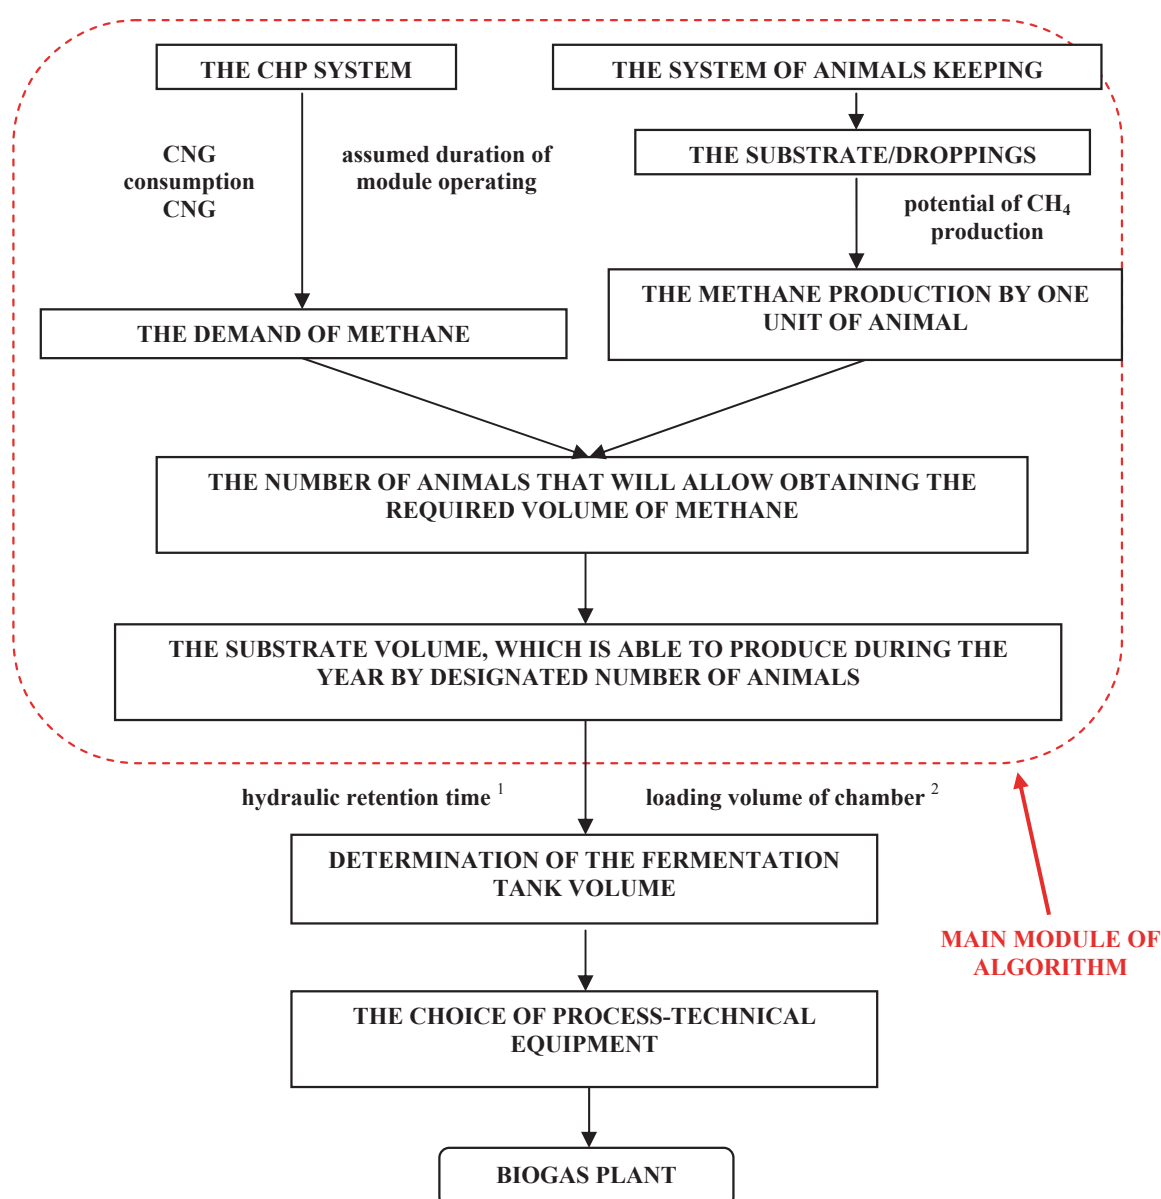 THE CHP SYSTEM
THE SYSTEM OF ANIMALS KEEPING
THE SUBSTRATE/DROPPINGS
CNG
consumption
CNG
assumed duration of
module operating
potential of CH₄
production
THE METHANE PRODUCTION BY ONE
UNIT OF ANIMAL
THE DEMAND OF METHANE
THE NUMBER OF ANIMALS THAT WILL ALLOW OBTAINING THE
REQUIRED VOLUME OF METHANE
THE SUBSTRATE VOLUME, WHICH IS ABLE TO PRODUCE DURING THE
YEAR BY DESIGNATED NUMBER OF ANIMALS
hydraulic retention time ¹
loading volume of chamber ²
DETERMINATION OF THE FERMENTATION
TANK VOLUME
MAIN MODULE OF
ALGORITHM
THE CHOICE OF PROCESS-TECHNICAL
EQUIPMENT
BIOGAS PLANT